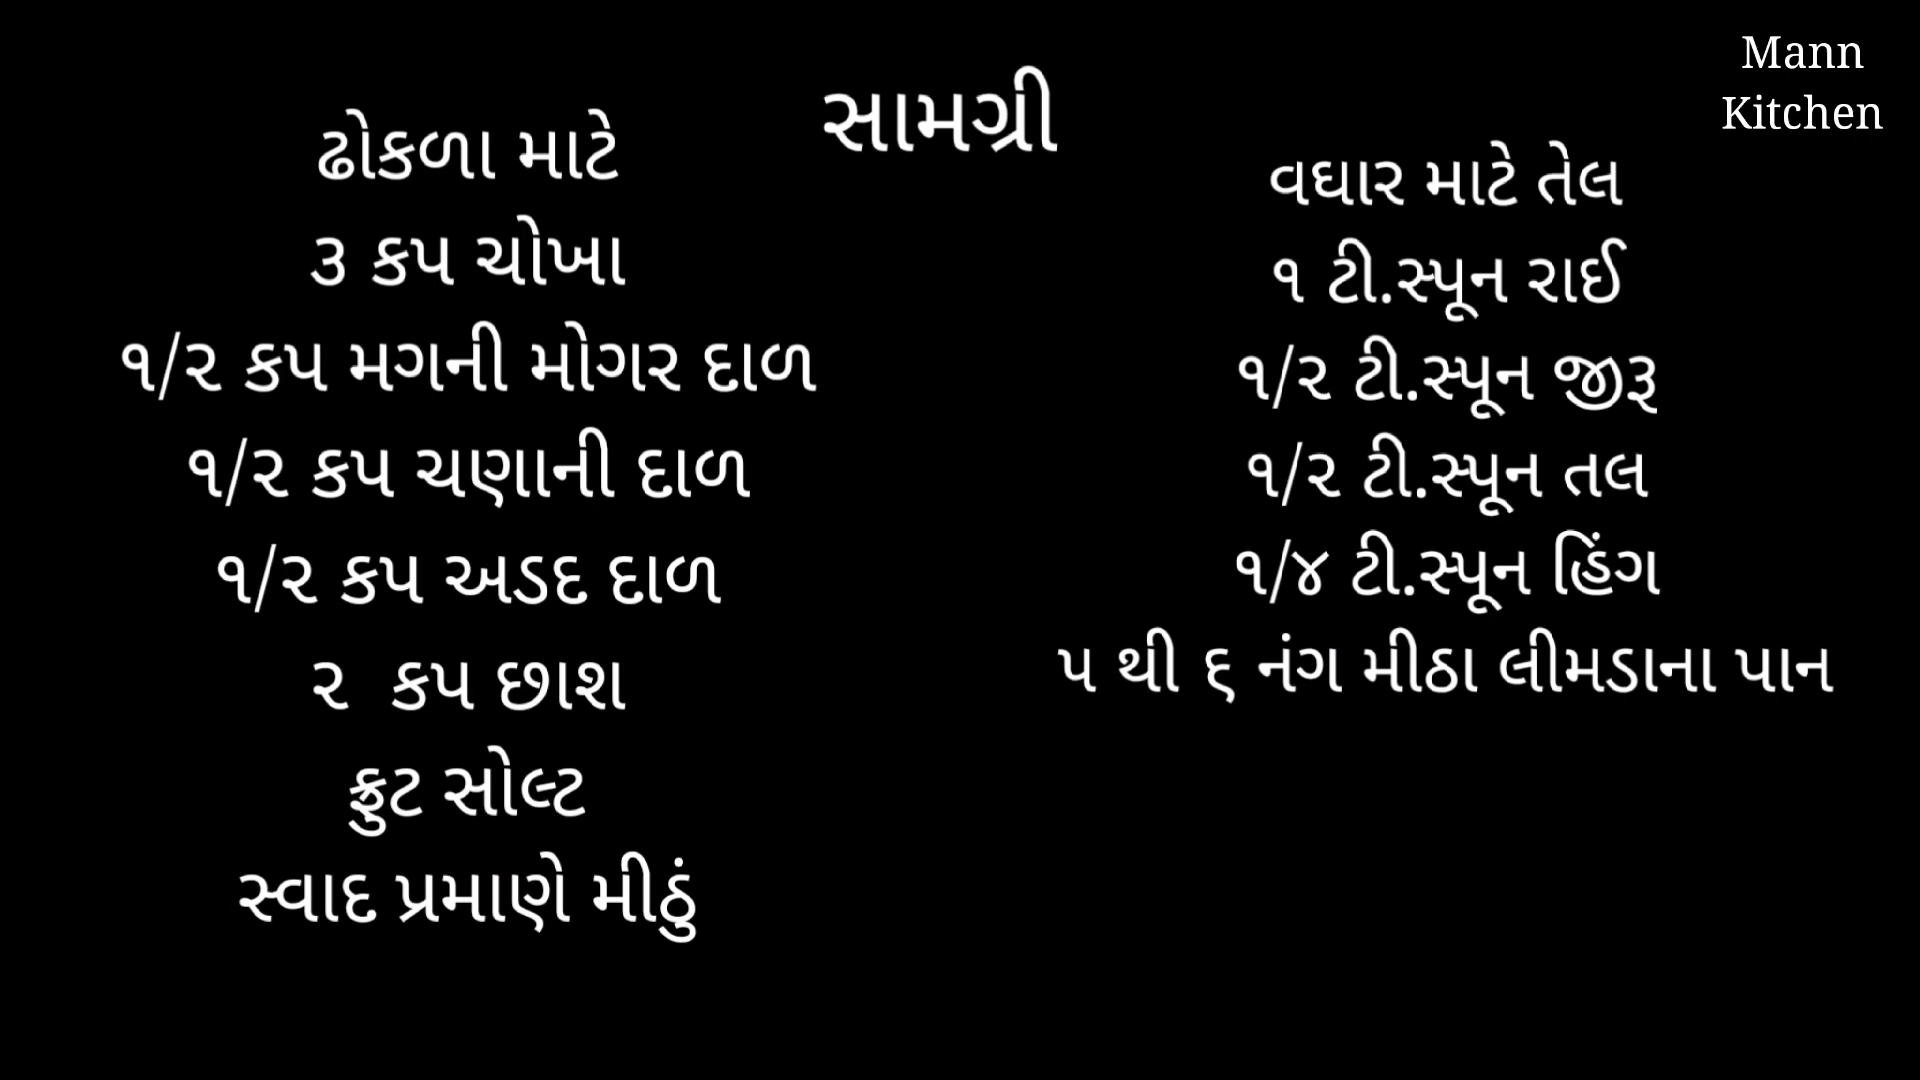 સામગ્રી
Mann
Kitchen
ઢોકળા માટે
૩ કપ ચોખા
૧/૨ કપ મગની મોગર દાળ
૧/૨ કપ ચણાની દાળ
૧/૨ કપ અડદ દાળ
૨ કપ છાશ
ફ્રુટ સોલ્ટ
સ્વાદ પ્રમાણે મીઠું
વઘાર માટે તેલ
૧ ટી.સ્પૂન રાઈ
૧/૨ ટી.સ્પૂન જીરૂ
૧/૨ ટી.સ્પૂન તલ
૧/૪ ટી.સ્પૂન હિંગ
૫ થી ૬ નંગ મીઠા લીમડાના પાન